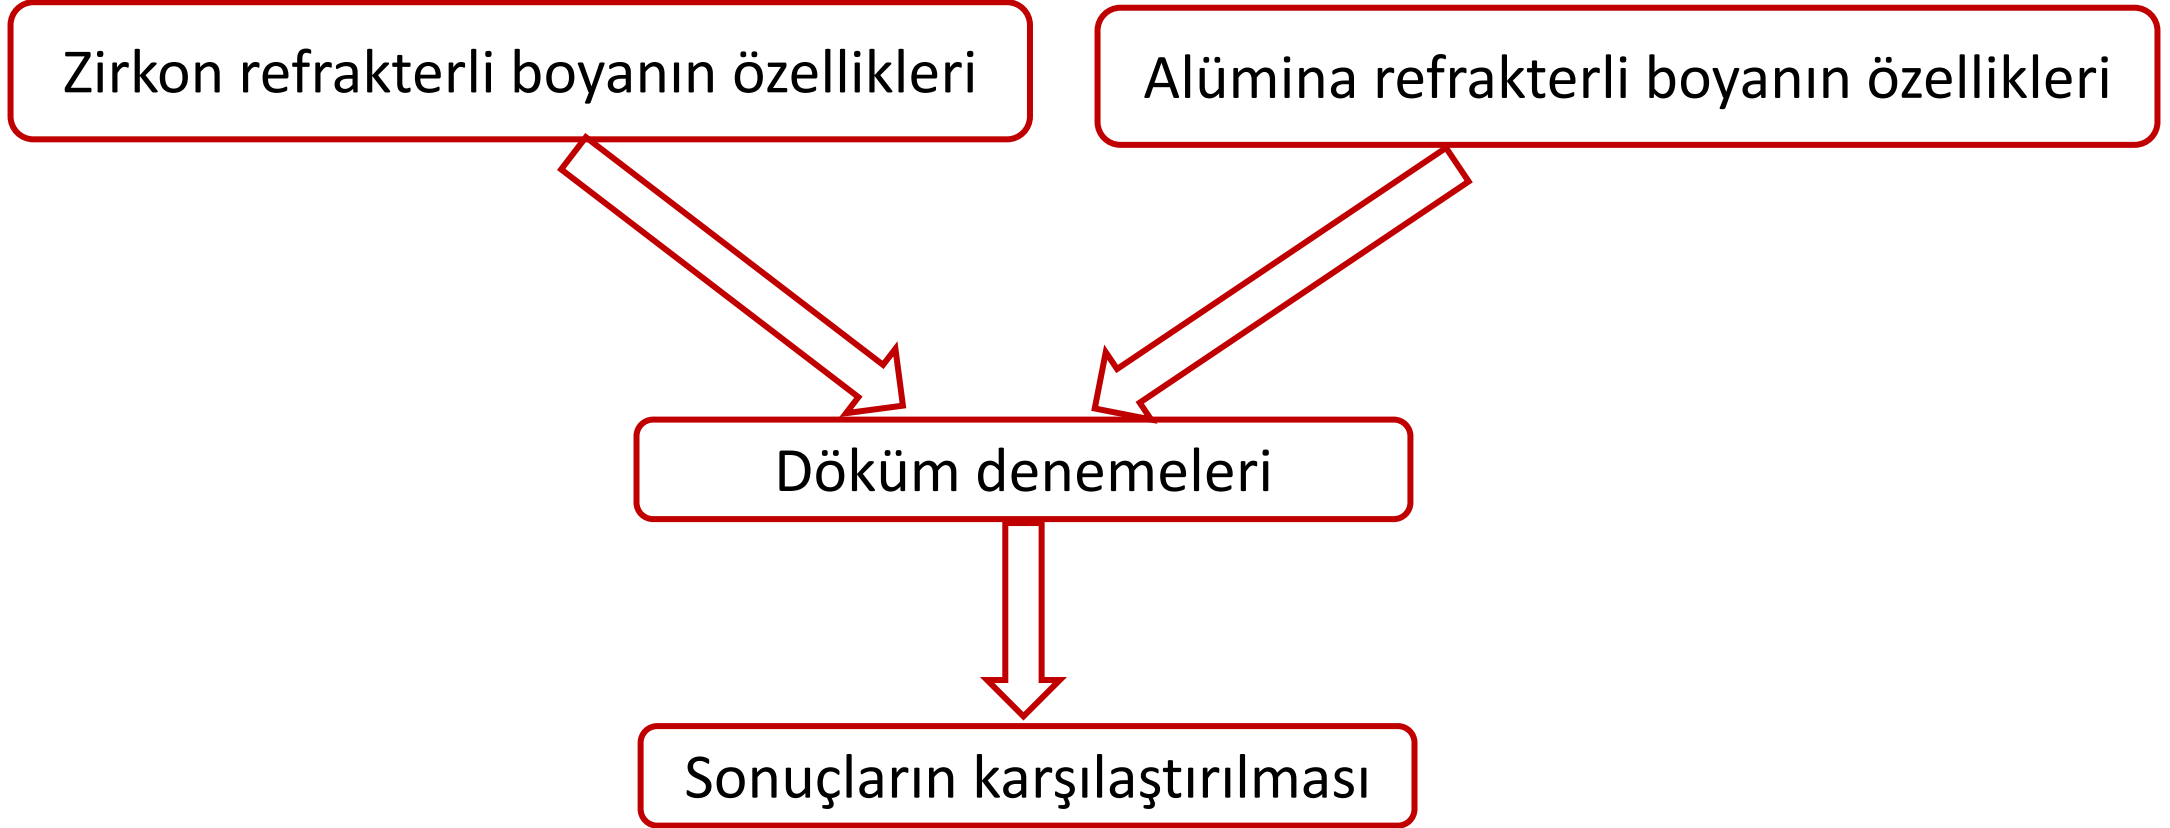 Zirkon refrakterli boyanın özellikleri
Alümina refrakterli boyanın özellikleri
Döküm denemeleri
Sonuçların karşılaştırılması